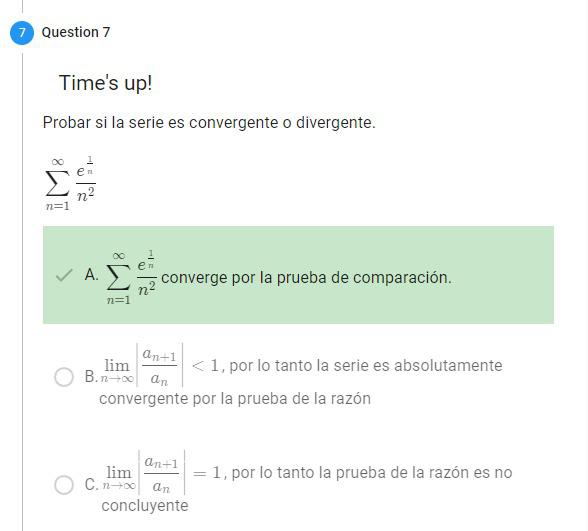 7 Question 7
Time's up!
Probar si la serie es convergente o divergente.
$\sum_{n=1}^{\infty} \frac{e^{\frac{1}{n}}}{n^2}$
A. $\sum_{n=1}^{\infty} \frac{e^{\frac{1}{n}}}{n^2}$ converge por la prueba de comparación.
B. $\lim_{n \to \infty} \left| \frac{a_{n+1}}{a_n} \right| < 1$, por lo tanto la serie es absolutamente
convergente por la prueba de la razón
C. $\lim_{n \to \infty} \left| \frac{a_{n+1}}{a_n} \right| = 1$, por lo tanto la prueba de la razón es no
concluyente